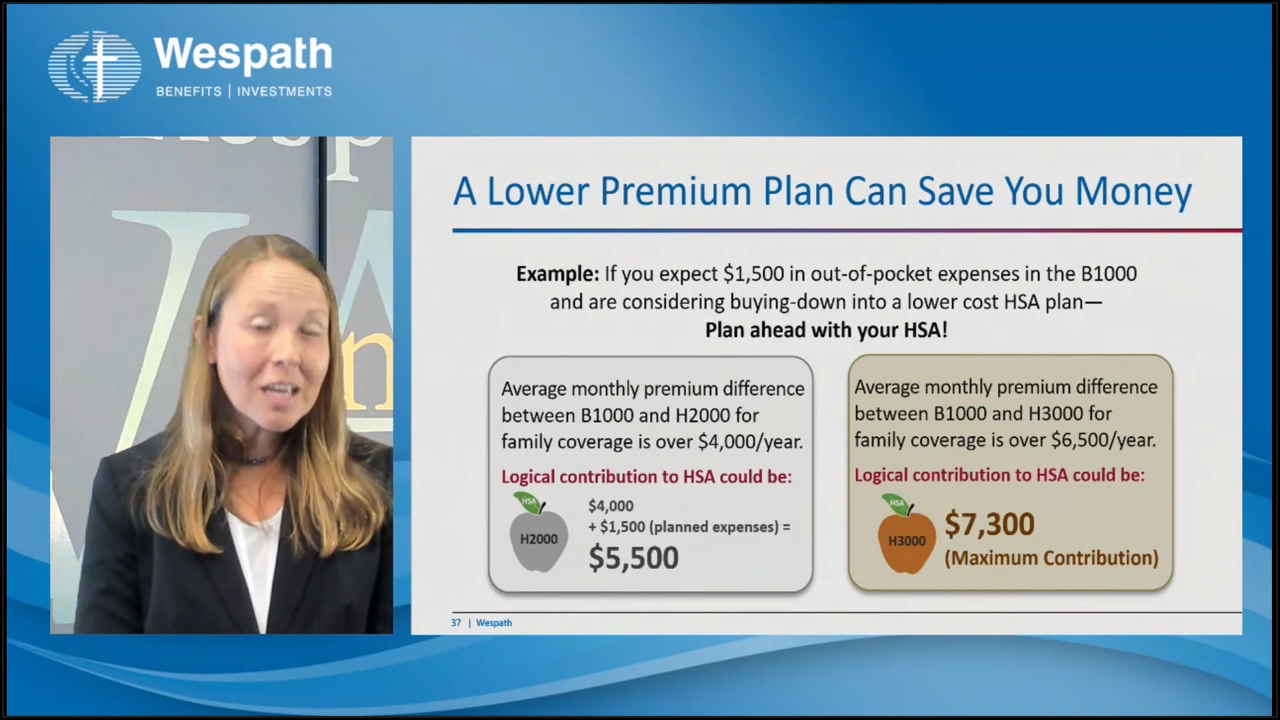 Wespath
BENEFITS | INVESTMENTS
A Lower Premium Plan Can Save You Money
Example: If you expect $1,500 in out-of-pocket expenses in the B1000
and are considering buying-down into a lower cost HSA plan—
Plan ahead with your HSA!
Average monthly premium difference
between B1000 and H2000 for
family coverage is over $4,000/year.
Logical contribution to HSA could be:
HSA
H2000
$4,000
+ $1,500 (planned expenses) =
$5,500
Average monthly premium difference
between B1000 and H3000 for
family coverage is over $6,500/year.
Logical contribution to HSA could be:
HSA
H3000
$7,300
(Maximum Contribution)
37 | Wespath